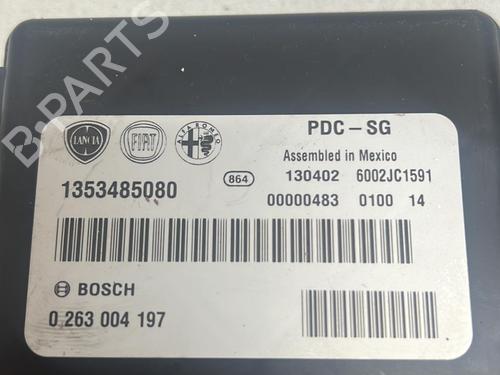 B-PARTS
LANCIA FIAT ALFA ROMEO
PDC-SG
Assembled in Mexico
1353485080 864 130402 6002JC1591
00000483 0100 14
BOSCH
0 263 004 197